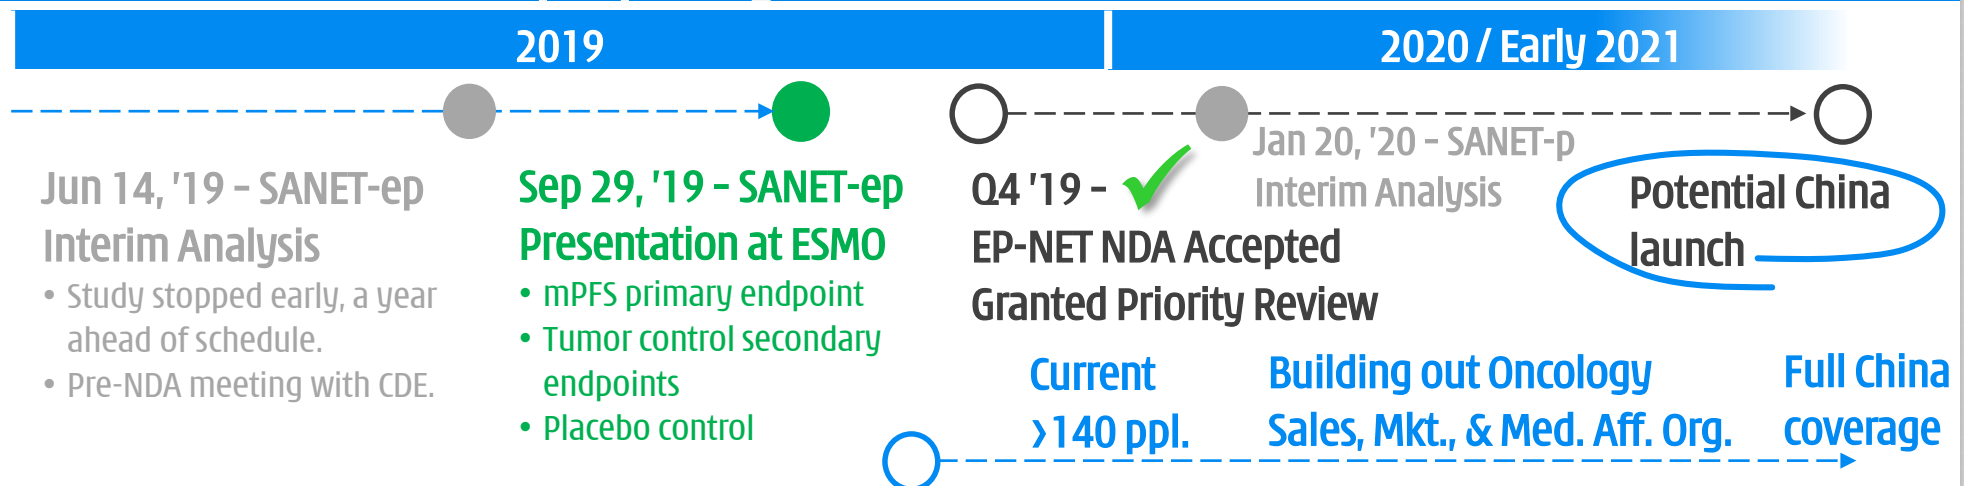 2019
2020 / Early 2021
Jun 14, '19 – SANET-ep
Interim Analysis
• Study stopped early, a year
ahead of schedule.
• Pre-NDA meeting with CDE.
Sep 29, '19 – SANET-ep
Presentation at ESMO
• mPFS primary endpoint
• Tumor control secondary
endpoints
• Placebo control
Q4 '19 –
EP-NET NDA Accepted
Granted Priority Review
Jan 20, '20 – SANET-p
Interim Analysis
Potential China
launch
Current
>140 ppl.
Building out Oncology
Sales, Mkt., & Med. Aff. Org.
Full China
coverage